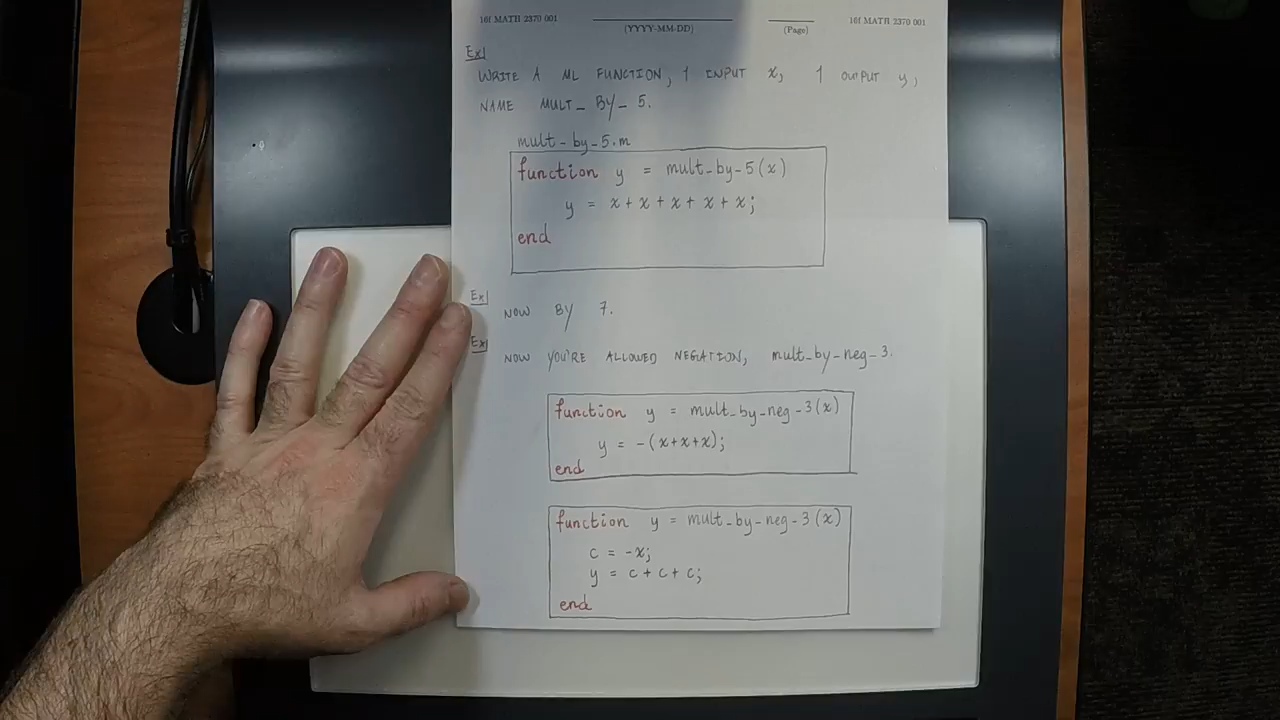 16f MATH 2370 001 (YYYY-MM-DD) (Page) 16f MATH 2370 001
Ex|
WRITE A ML FUNCTION, 1 INPUT x, 1 OUTPUT y,
NAME MULT_BY_5.
mult_by_5.m
function y = mult_by_5(x)
y = x+x+x+x+x;
end
Ex| NOW BY 7.
Ex| NOW YOU'RE ALLOWED NEGATION, mult_by_neg_3.
function y = mult_by_neg_3(x)
y = -(x+x+x);
end
function y = mult_by_neg_3(x)
c = -x;
y = c+c+c;
end